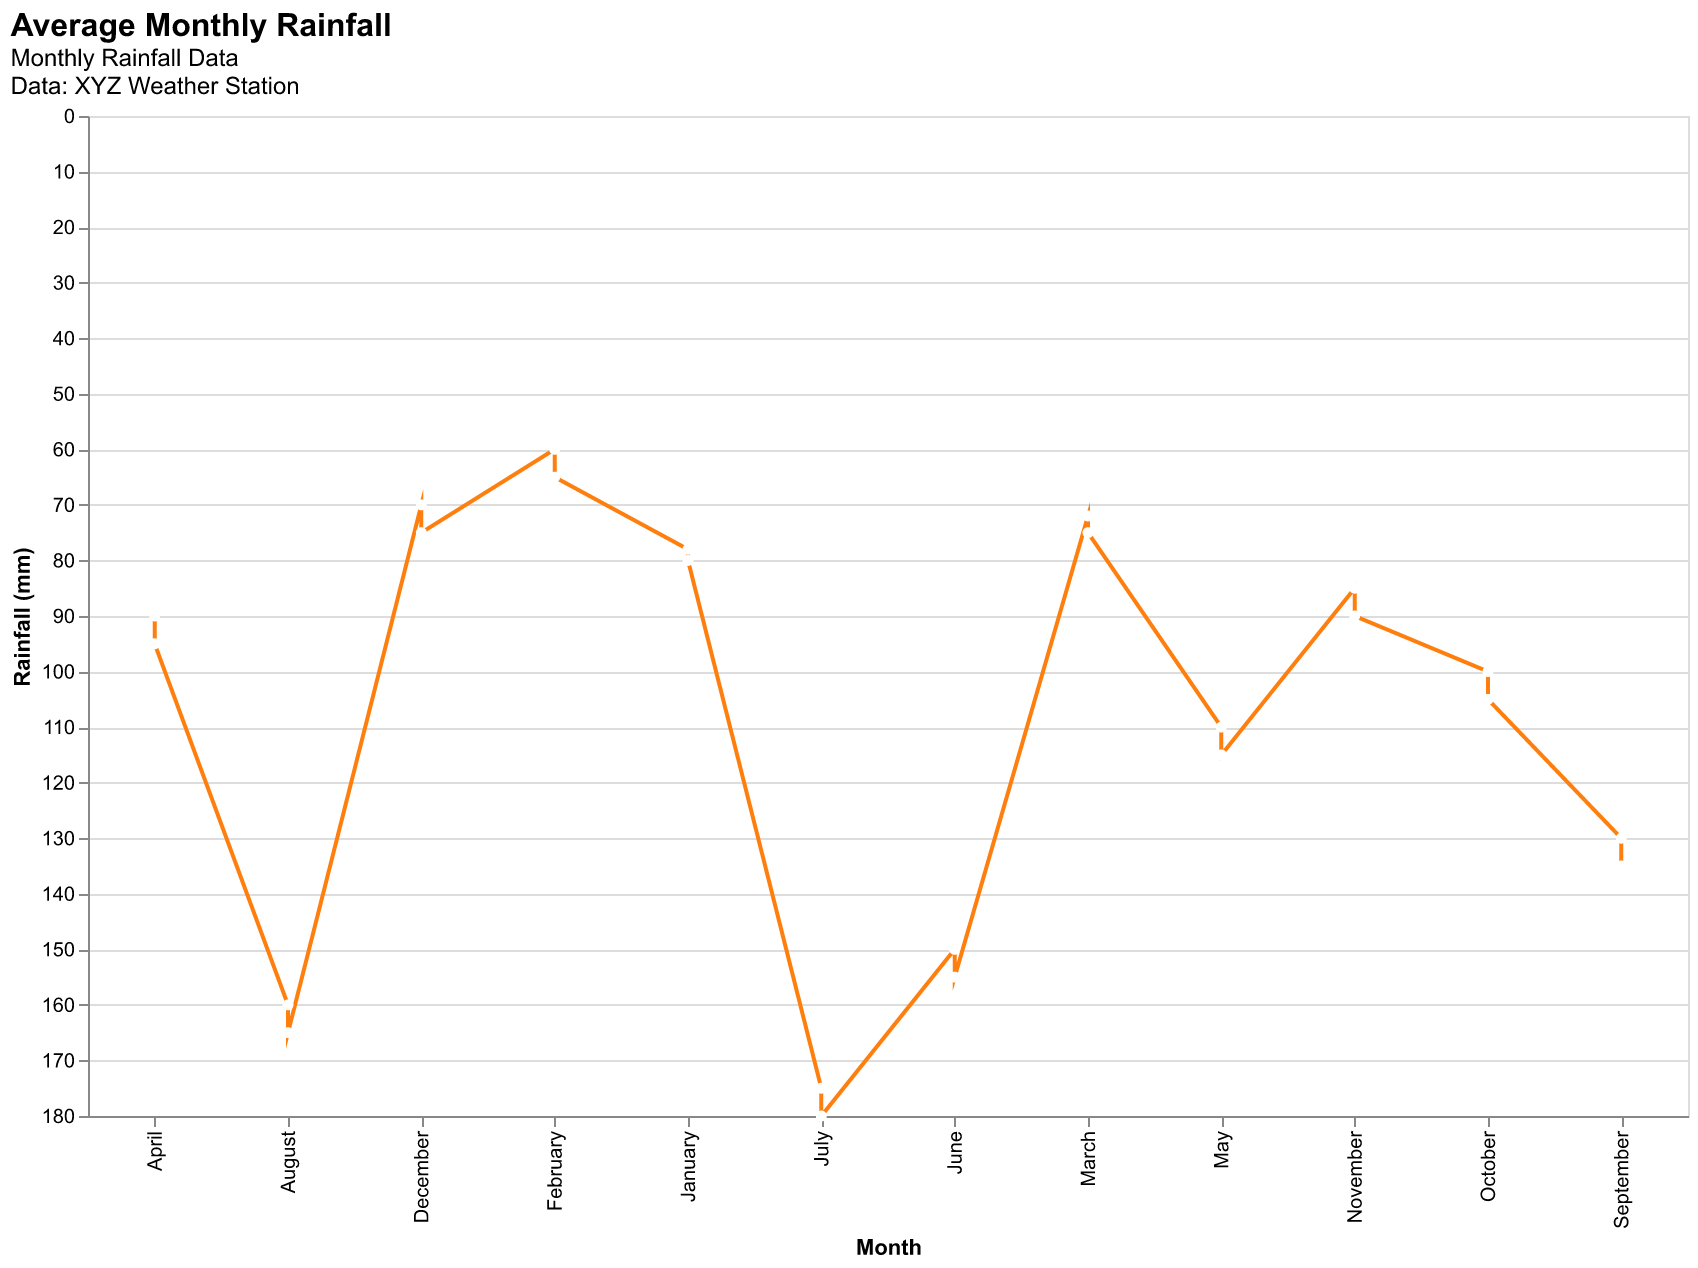 Average Monthly Rainfall
Monthly Rainfall Data
Data: XYZ Weather Station
0
10
20
30
40
50
60
70
80
90
100
110
120
130
140
150
160
170
180
Rainfall (mm)
April
August
December
February
January
July
June
March
May
November
October
September
Month